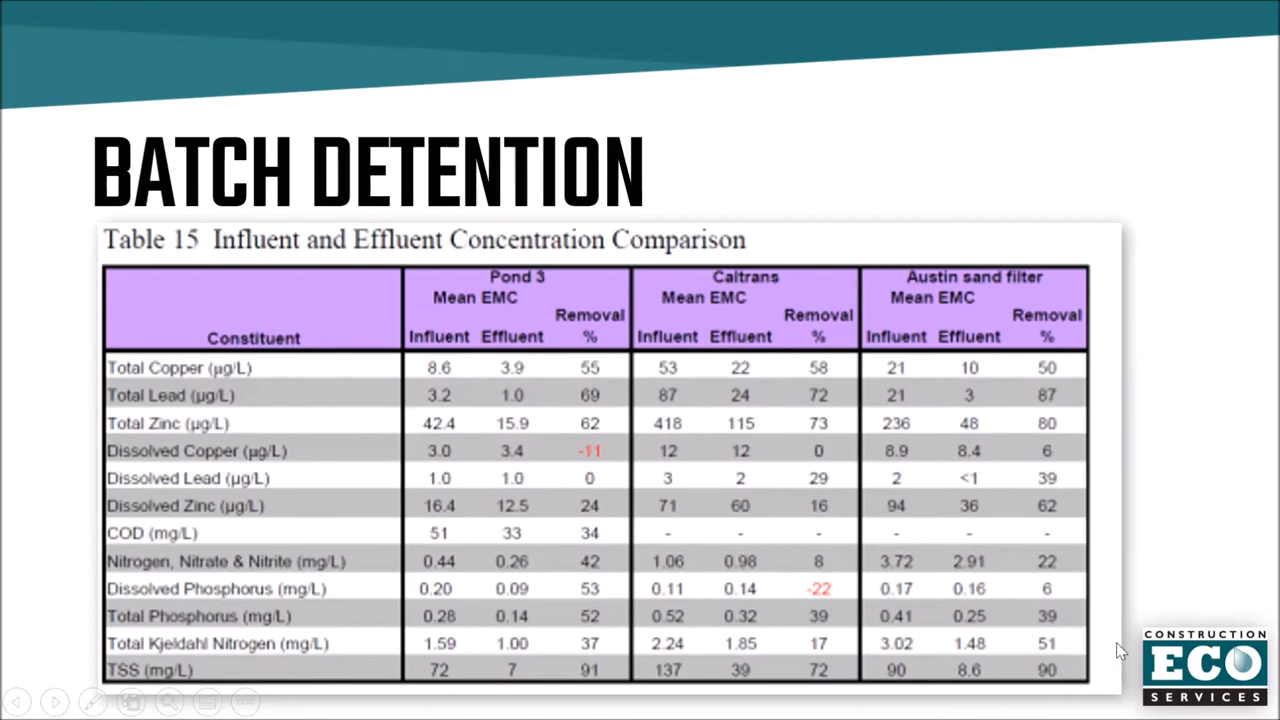 BATCH DETENTION
Table 15 Influent and Effluent Concentration Comparison
Pond 3 Caltrans Austin sand filter
Mean EMC Mean EMC Mean EMC
Removal Removal Removal
Constituent Influent Effluent % Influent Effluent % Influent Effluent %
Total Copper (µg/L) 8.6 3.9 55 53 22 58 21 10 50
Total Lead (µg/L) 3.2 1.0 69 87 24 72 21 3 87
Total Zinc (µg/L) 42.4 15.9 62 418 115 73 236 48 80
Dissolved Copper (µg/L) 3.0 3.4 -11 12 12 0 8.9 8.4 6
Dissolved Lead (µg/L) 1.0 1.0 0 3 2 29 2 <1 39
Dissolved Zinc (µg/L) 16.4 12.5 24 71 60 16 94 36 62
COD (mg/L) 51 33 34 - - - - - -
Nitrogen, Nitrate & Nitrite (mg/L) 0.44 0.26 42 1.06 0.98 8 3.72 2.91 22
Dissolved Phosphorus (mg/L) 0.20 0.09 53 0.11 0.14 -22 0.17 0.16 6
Total Phosphorus (mg/L) 0.28 0.14 52 0.52 0.32 39 0.41 0.25 39
Total Kjeldahl Nitrogen (mg/L) 1.59 1.00 37 2.24 1.85 17 3.02 1.48 51
TSS (mg/L) 72 7 91 137 39 72 90 8.6 90
CONSTRUCTION
ECO
SERVICES